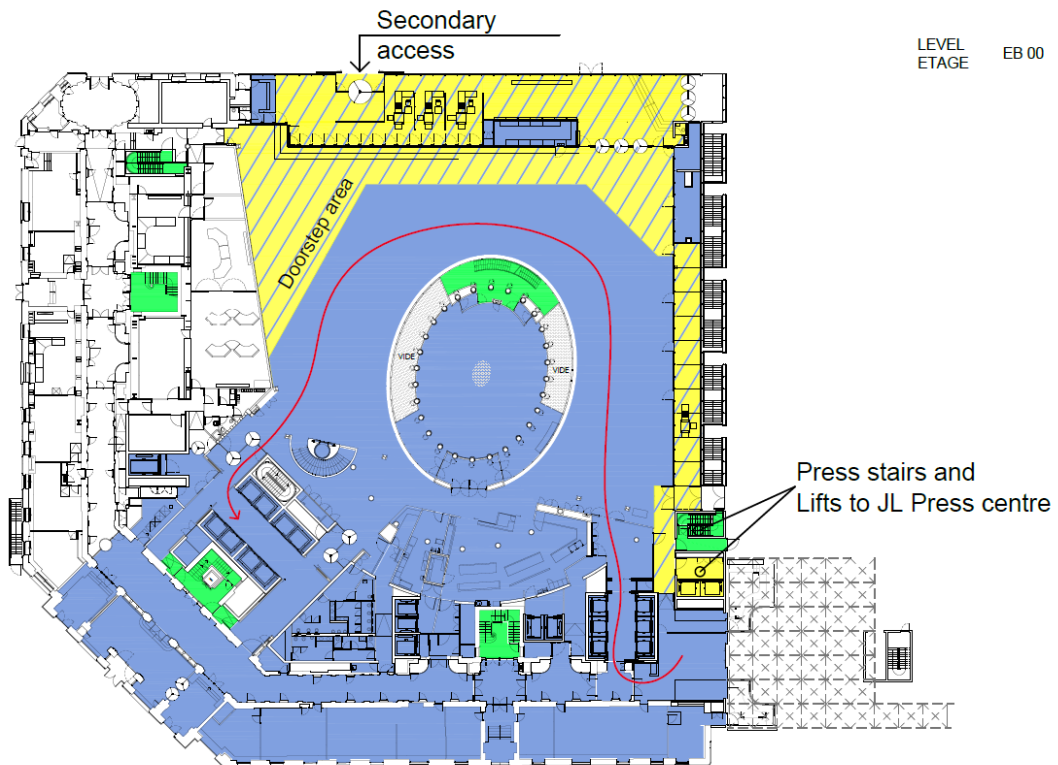 Secondary
access
LEVEL
ETAGE
EB 00
Doorstep area
VIDE
VIDE
Press stairs and
Lifts to JL Press centre